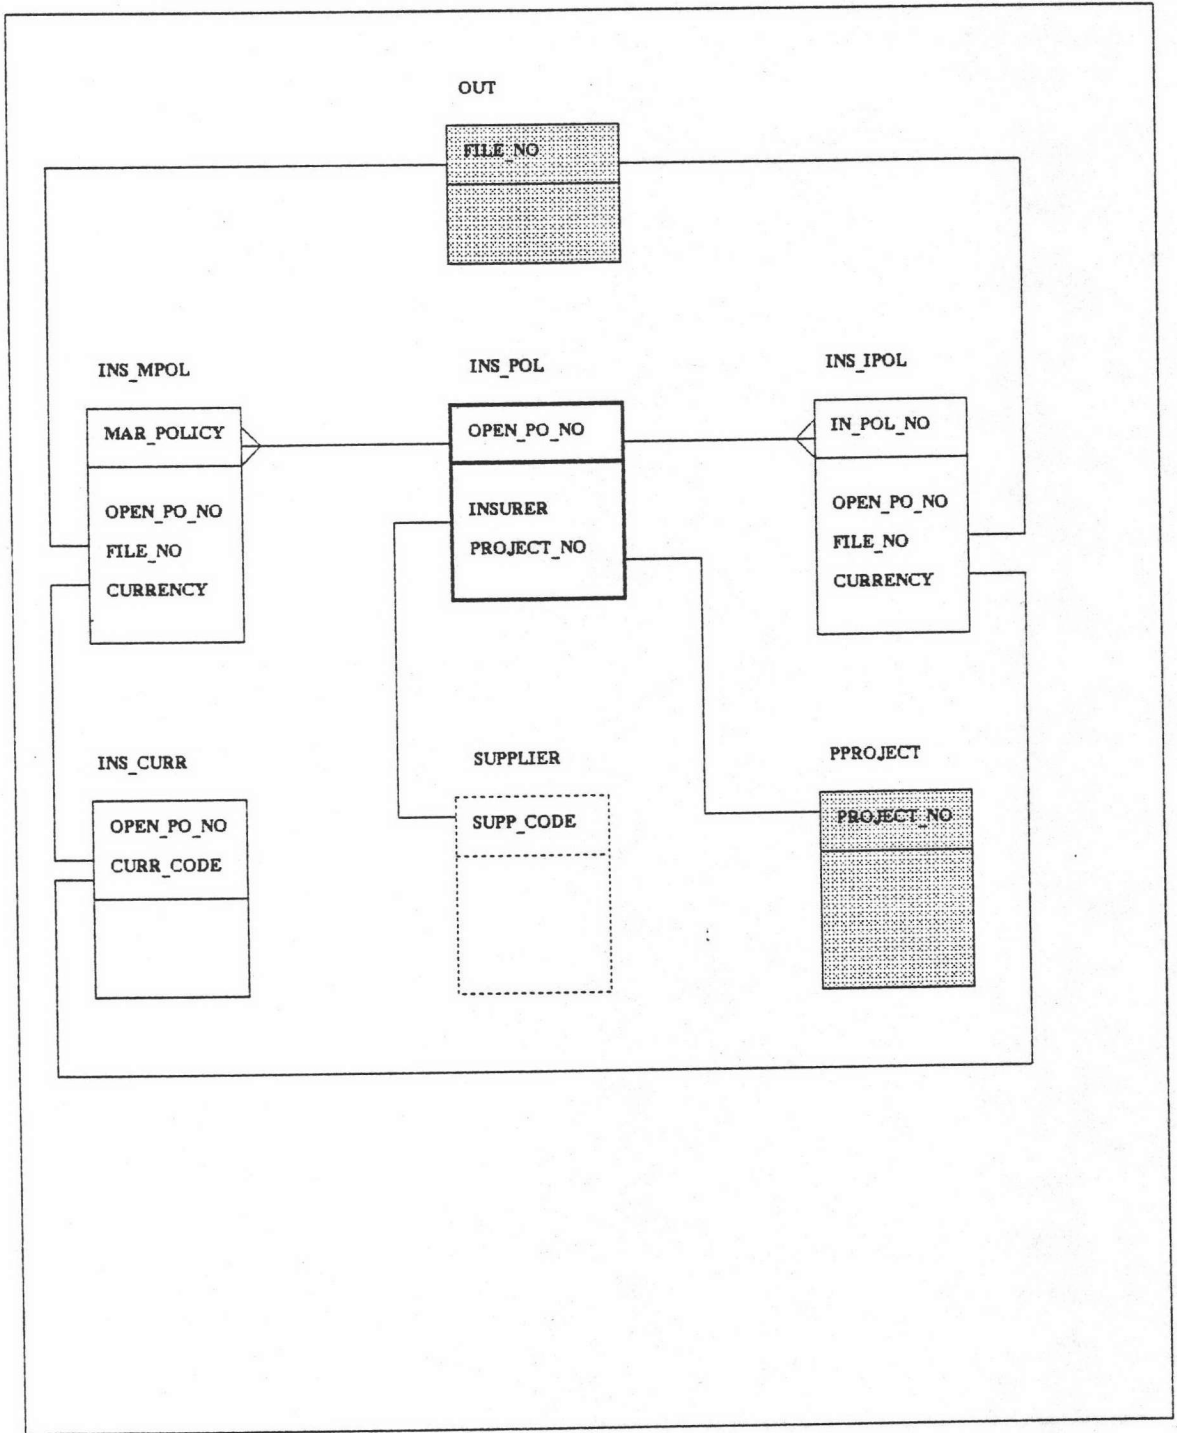 OUT
FILE_NO
INS_MPOL
MAR_POLICY
OPEN_PO_NO
FILE_NO
CURRENCY
INS_POL
OPEN_PO_NO
INSURER
PROJECT_NO
INS_IPOL
IN_POL_NO
OPEN_PO_NO
FILE_NO
CURRENCY
INS_CURR
OPEN_PO_NO
CURR_CODE
SUPPLIER
SUPP_CODE
PPROJECT
PROJECT_NO